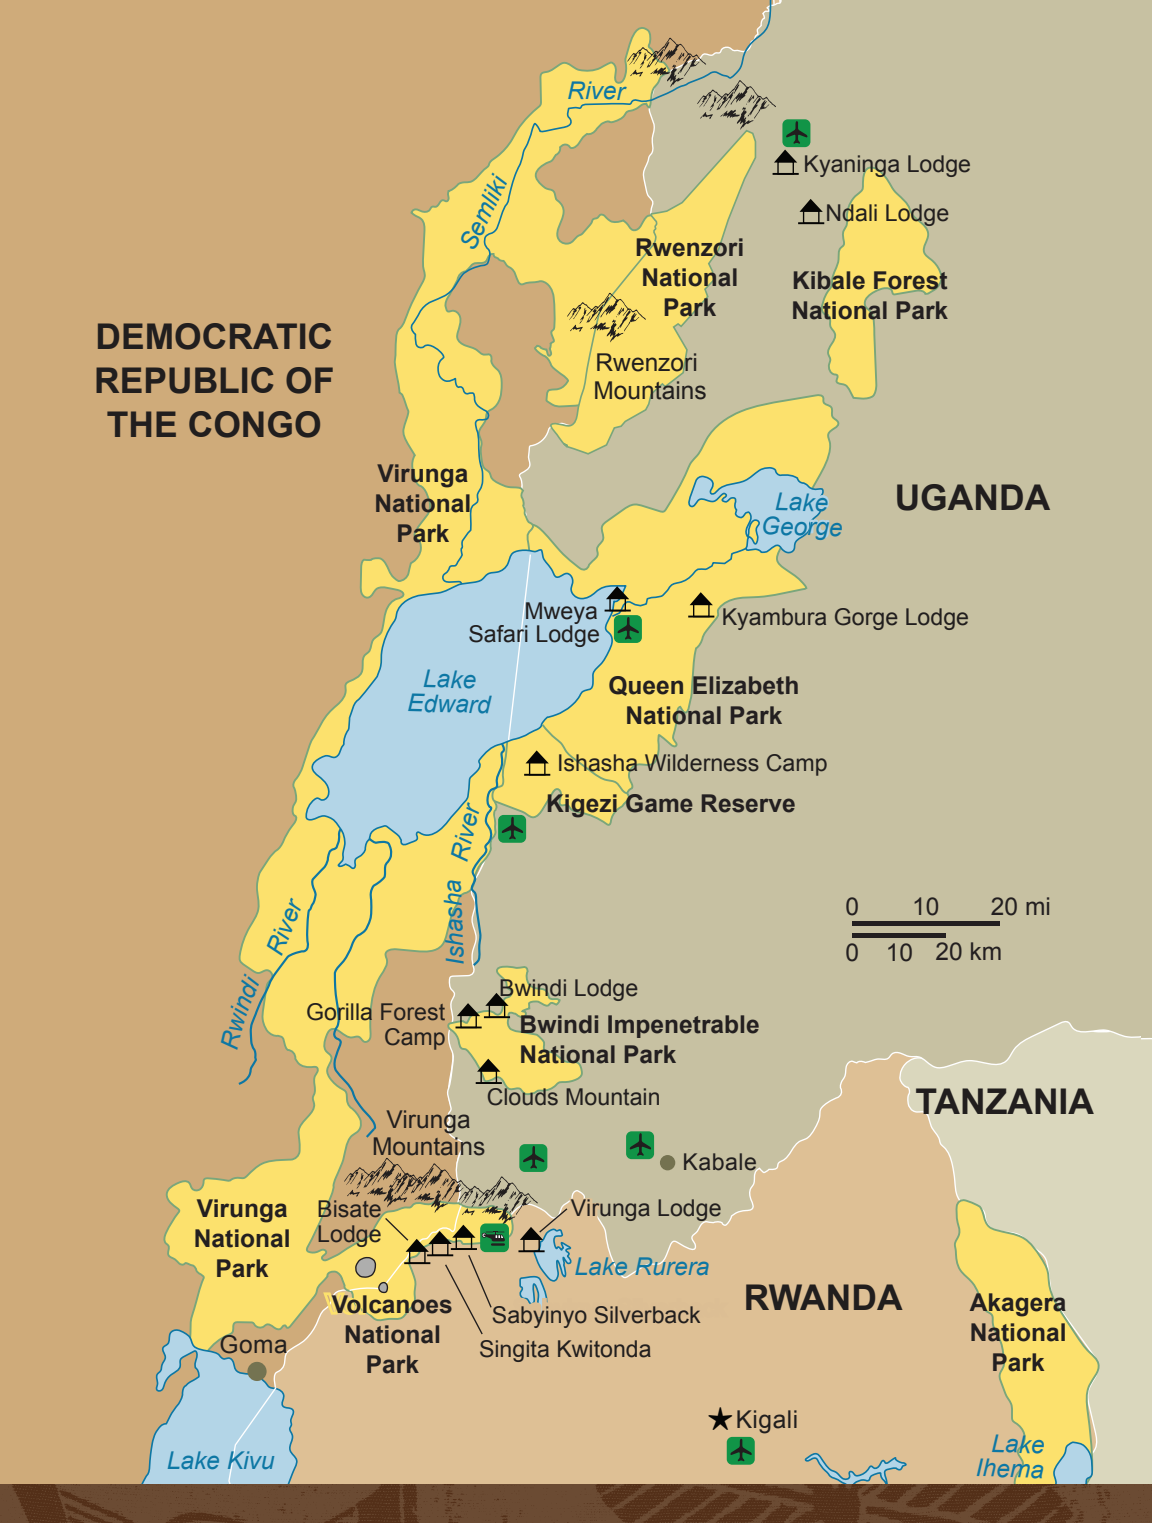 River
Kyaninga Lodge
Semliki
Ndali Lodge
Rwenzori
National
Park
Kibale Forest
National Park
DEMOCRATIC
REPUBLIC OF
THE CONGO
Rwenzori
Mountains
Virunga
National
Park
UGANDA
Lake
George
Mweya
Safari Lodge
Kyambura Gorge Lodge
Lake
Edward
Queen Elizabeth
National Park
Ishasha Wilderness Camp
Kigezi Game Reserve
River
Ishasha
River
Rwindi
0 10 20 mi
0 10 20 km
Bwindi Lodge
Gorilla Forest
Camp
Bwindi Impenetrable
National Park
Clouds Mountain
TANZANIA
Virunga
Mountains
Kabale
Virunga
National
Park
Bisate
Lodge
Virunga Lodge
Lake Rurera
Volcanoes
National
Park
Sabyinyo Silverback
Singita Kwitonda
RWANDA
Akagera
National
Park
Goma
Kigali
Lake Kivu
Lake
Ihema